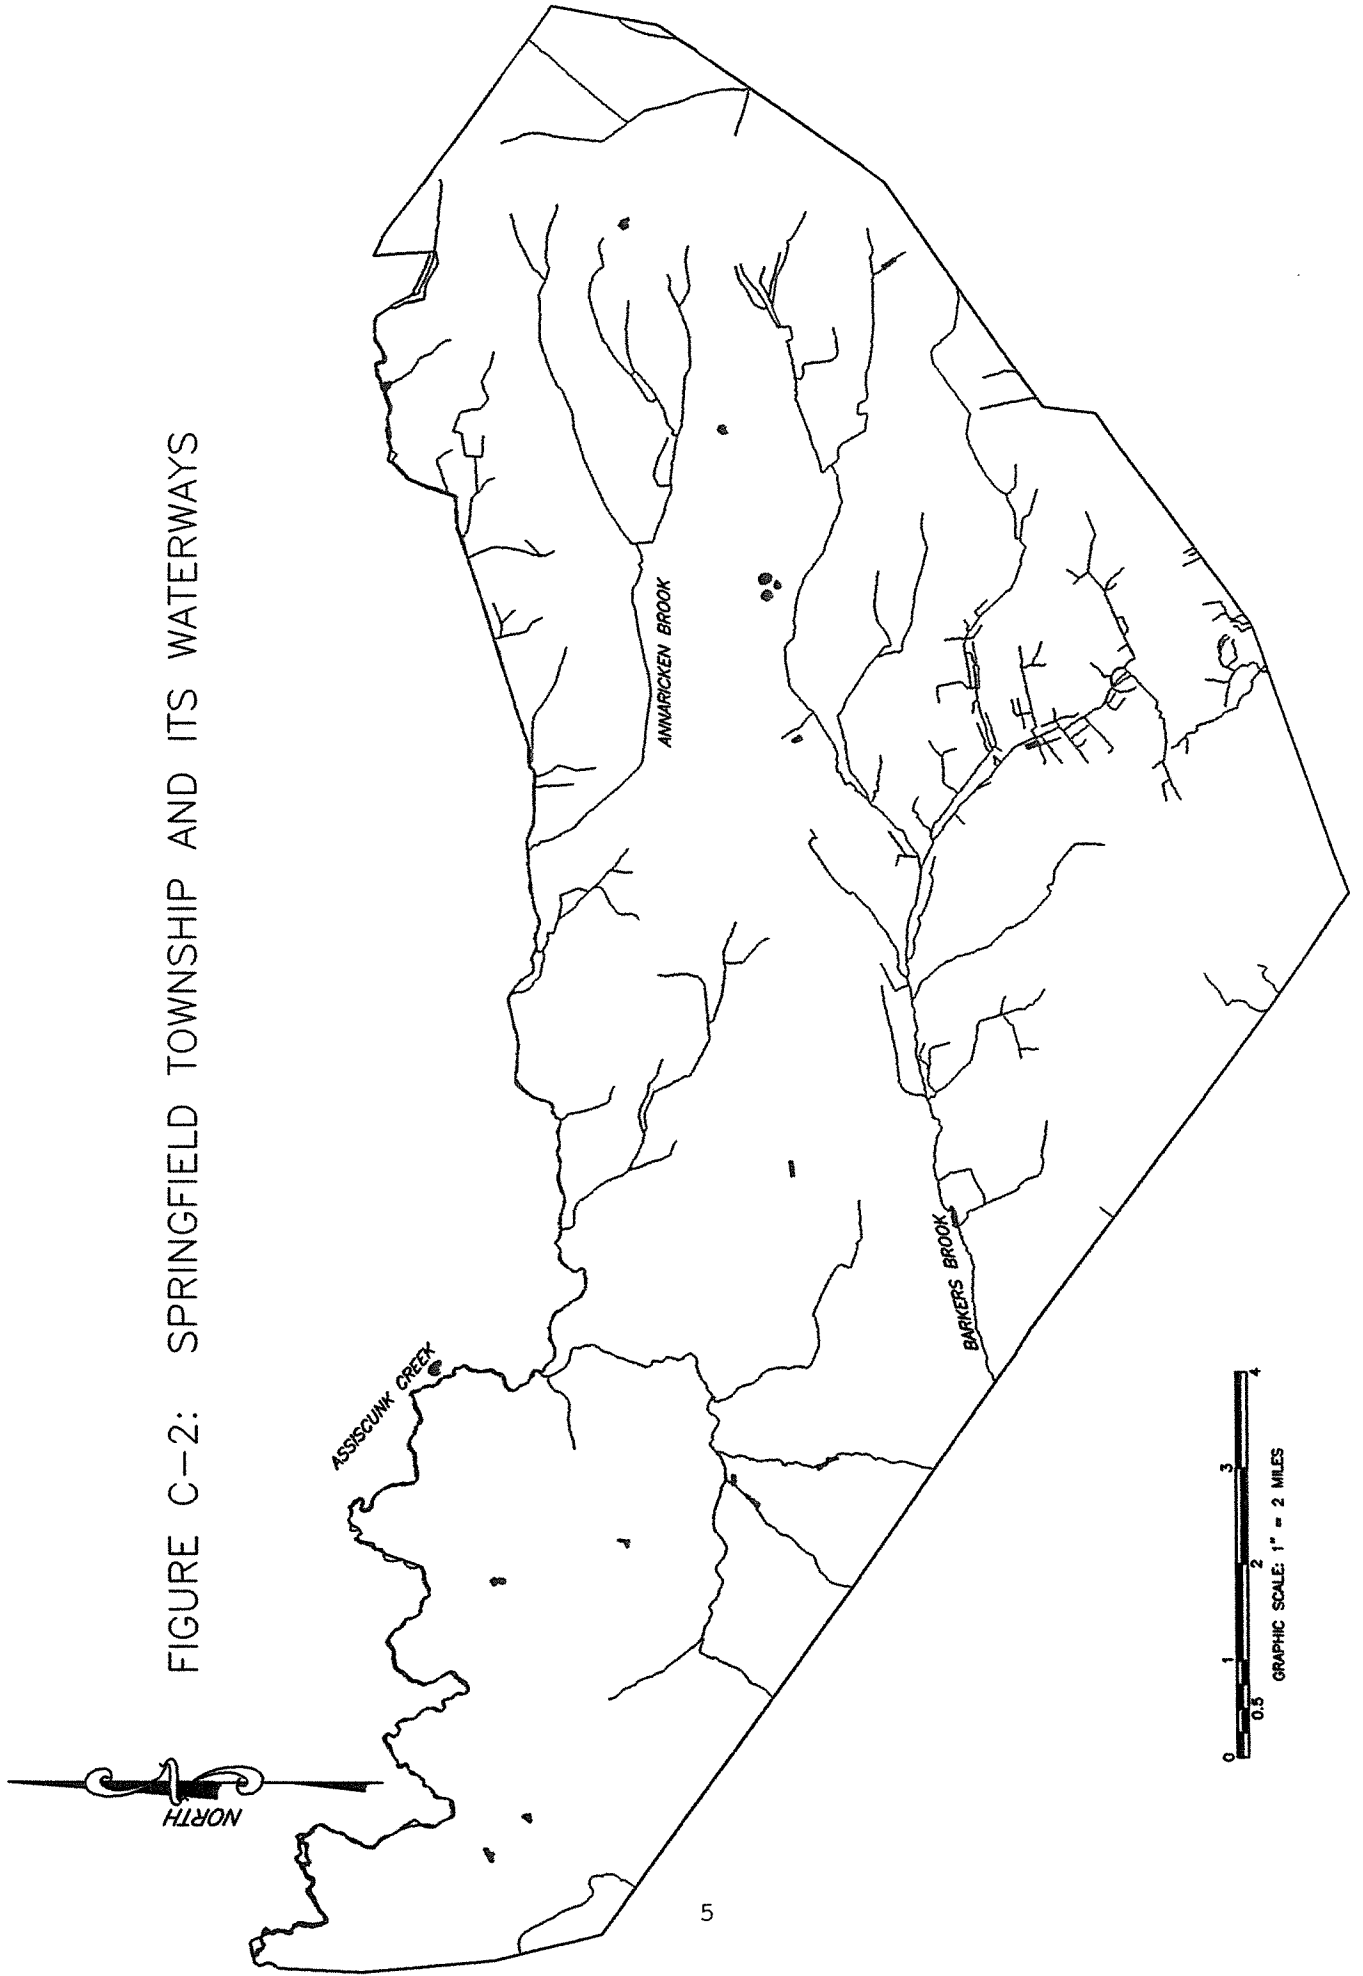 FIGURE C-2: SPRINGFIELD TOWNSHIP AND ITS WATERWAYS
NORTH
ASSISCUNK CREEK
ANNARICKEN BROOK
BARKERS BROOK
0 0.5 1 2 3 4
GRAPHIC SCALE: 1" = 2 MILES
5